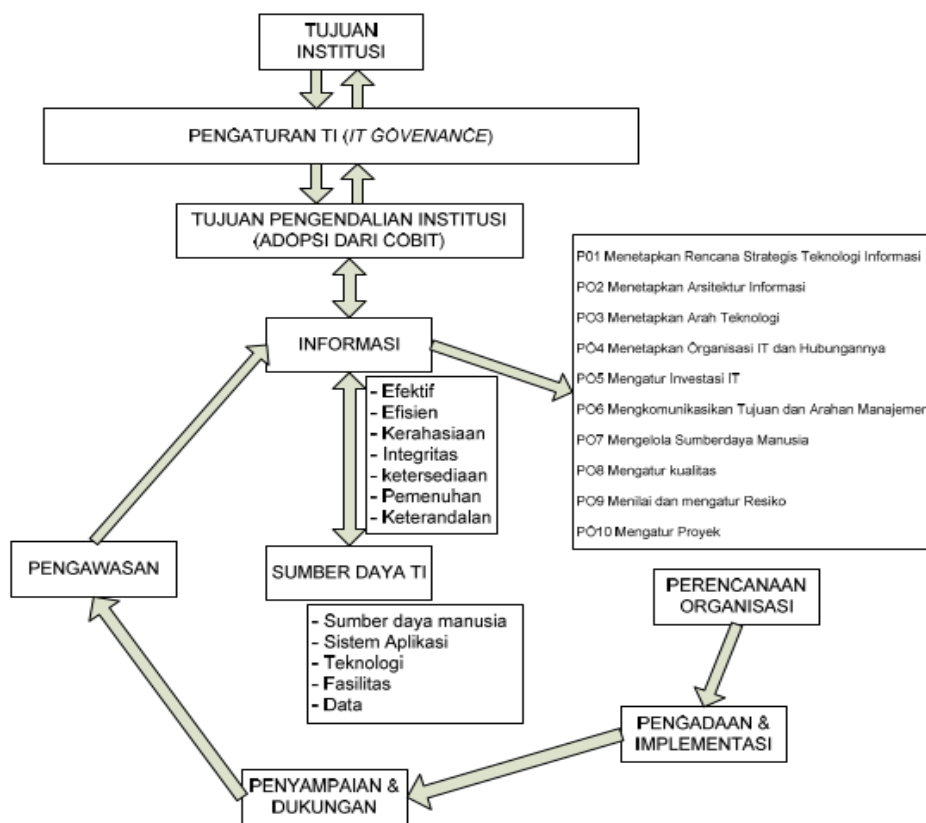 TUJUAN
INSTITUSI
PENGATURAN TI (IT GOVENANCE)
TUJUAN PENGENDALIAN INSTITUSI
(ADOPSI DARI COBIT)
INFORMASI
- Efektif
- Efisien
- Kerahasiaan
- Integritas
- ketersediaan
- Pemenuhan
- Keterandalan
P01 Menetapkan Rencana Strategis Teknologi Informasi
PO2 Menetapkan Arsitektur Informasi
PO3 Menetapkan Arah Teknologi
PO4 Menetapkan Organisasi IT dan Hubungannya
PO5 Mengatur Investasi IT
PO6 Mengkomunikasikan Tujuan dan Arahan Manajemen
PO7 Mengelola Sumberdaya Manusia
PO8 Mengatur kualitas
PO9 Menilai dan mengatur Resiko
PO10 Mengatur Proyek
PENGAWASAN
SUMBER DAYA TI
- Sumber daya manusia
- Sistem Aplikasi
- Teknologi
- Fasilitas
- Data
PERENCANAAN
ORGANISASI
PENGADAAN &
IMPLEMENTASI
PENYAMPAIAN &
DUKUNGAN